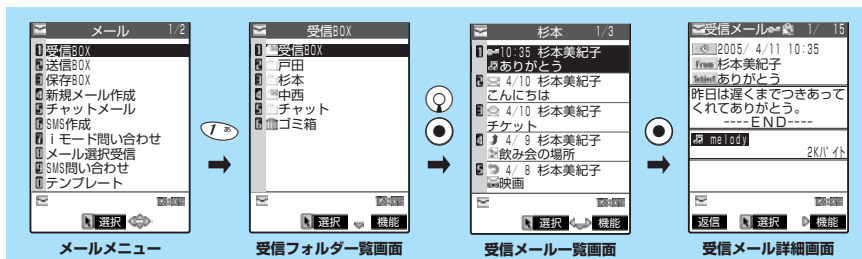 メール 1/2
1受信BOX
2送信BOX
3保存BOX
4新規メール作成
5チャットメール
6SMS作成
7iモード問い合わせ
8メール選択受信
9SMS問い合わせ
0テンプレート
選択
メールメニュー
1 あ
受信BOX
1受信BOX
2戸田
3杉本
4中西
5チャット
6ゴミ箱
選択 機能
受信フォルダ一覧画面
杉本 1/3
1 10:35 杉本美紀子
ありがとう
2 4/10 杉本美紀子
こんにちは
3 4/10 杉本美紀子
チケット
4 4/ 9 杉本美紀子
飲み会の場所
5 4/ 8 杉本美紀子
映画
選択 機能
受信メール一覧画面
受信メール 1/ 15
2005/ 4/11 10:35
From 杉本美紀子
Subject ありがとう
昨日は遅くまでつきあって
くれてありがとう。
----END----
melody
2Kバイト
返信 選択 機能
受信メール詳細画面